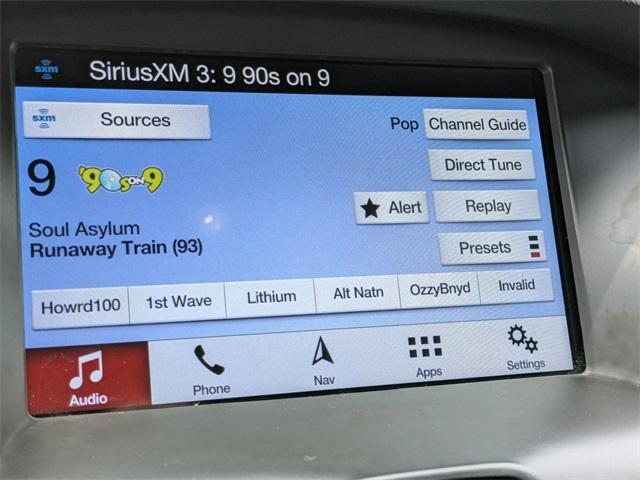 sxm SiriusXM 3: 9 90s on 9
sxm Sources
Pop Channel Guide
Direct Tune
9 '90s ON 9
Alert Replay
Soul Asylum
Runaway Train (93)
Presets
Howrd100 1st Wave Lithium Alt Natn OzzyBnyd Invalid
Audio Phone Nav Apps Settings